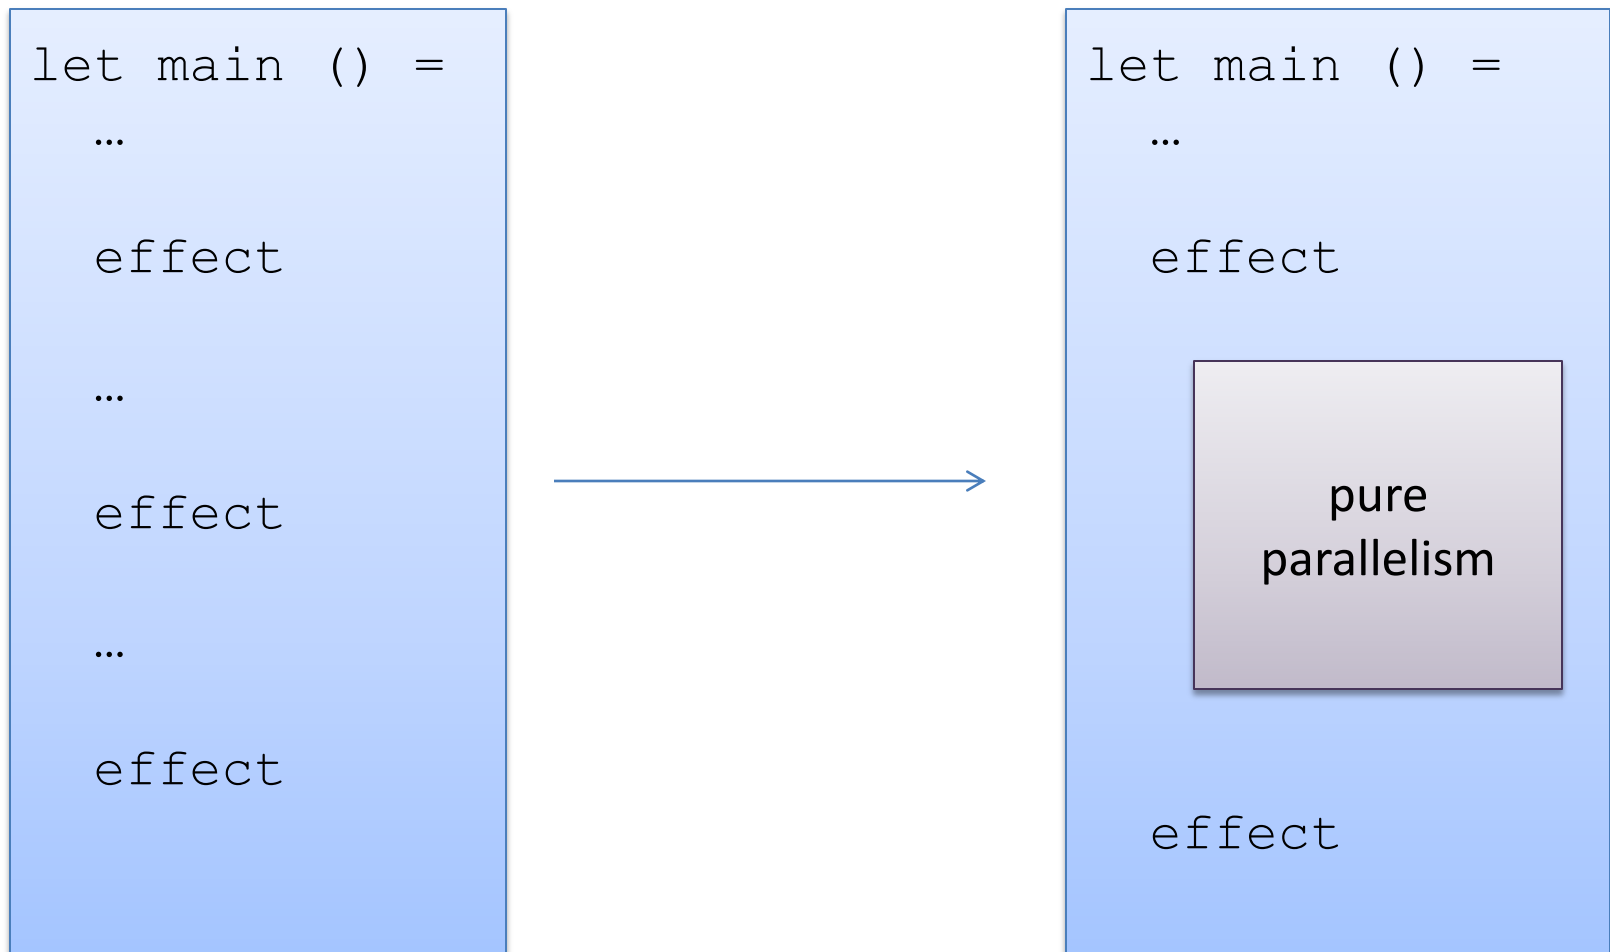 let main () =
…
effect
…
effect
…
effect
let main () =
…
effect
pure
parallelism
effect